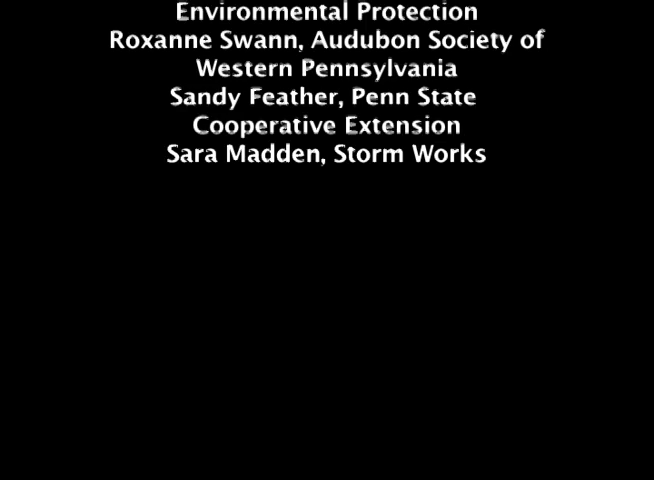 Environmental Protection
Roxanne Swann, Audubon Society of
Western Pennsylvania
Sandy Feather, Penn State
Cooperative Extension
Sara Madden, Storm Works